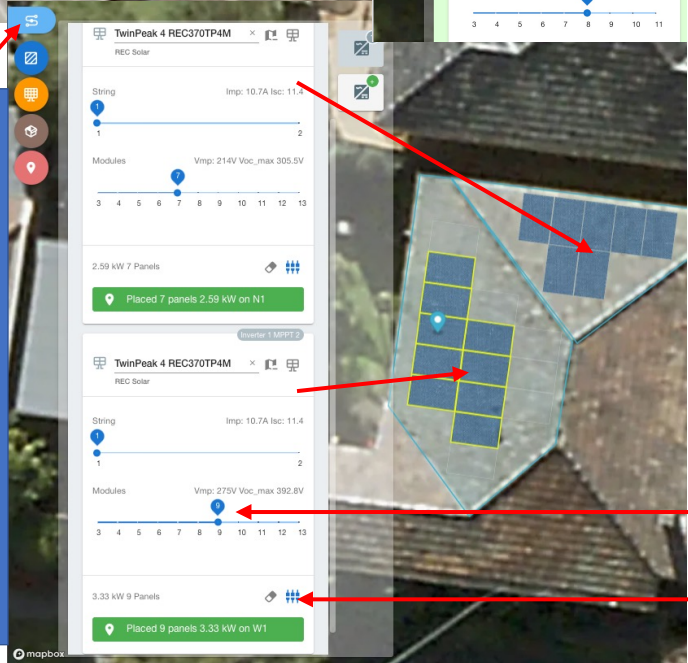 TwinPeak 4 REC370TP4M ×
REC Solar
String Imp: 10.7A Isc: 11.4
1
1 2
Modules Vmp: 214V Voc_max 305.5V
7
3 4 5 6 7 8 9 10 11 12 13
2.59 kW 7 Panels
Placed 7 panels 2.59 kW on N1
Inverter 1 MPPT 2
TwinPeak 4 REC370TP4M ×
REC Solar
String Imp: 10.7A Isc: 11.4
1
1 2
Modules Vmp: 275V Voc_max 392.8V
9
3 4 5 6 7 8 9 10 11 12 13
3.33 kW 9 Panels
Placed 9 panels 3.33 kW on W1
mapbox
3 4 5 6 7 8 9 10 11